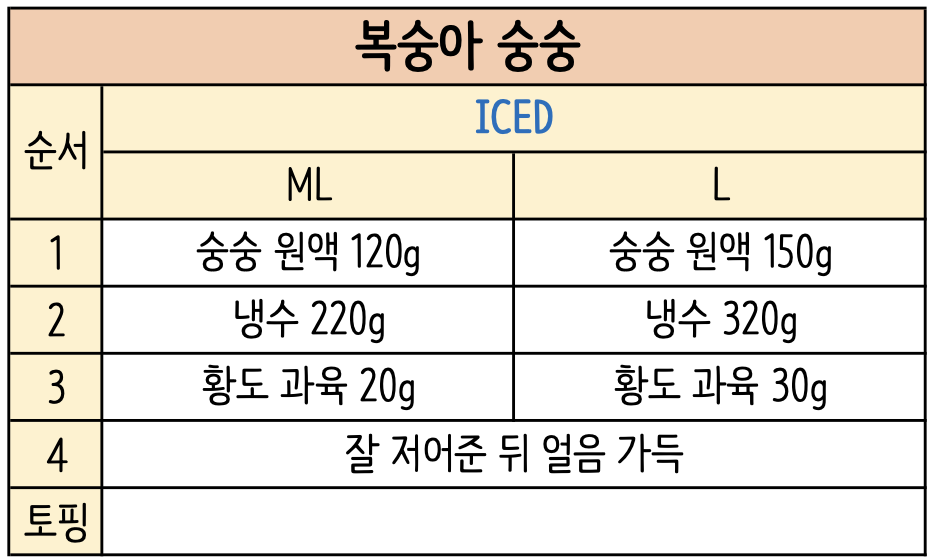 복숭아 숭숭
순서
ICED
ML L
1 숭숭 원액 120g 숭숭 원액 150g
2 냉수 220g 냉수 320g
3 황도 과육 20g 황도 과육 30g
4 잘 저어준 뒤 얼음 가득
토핑